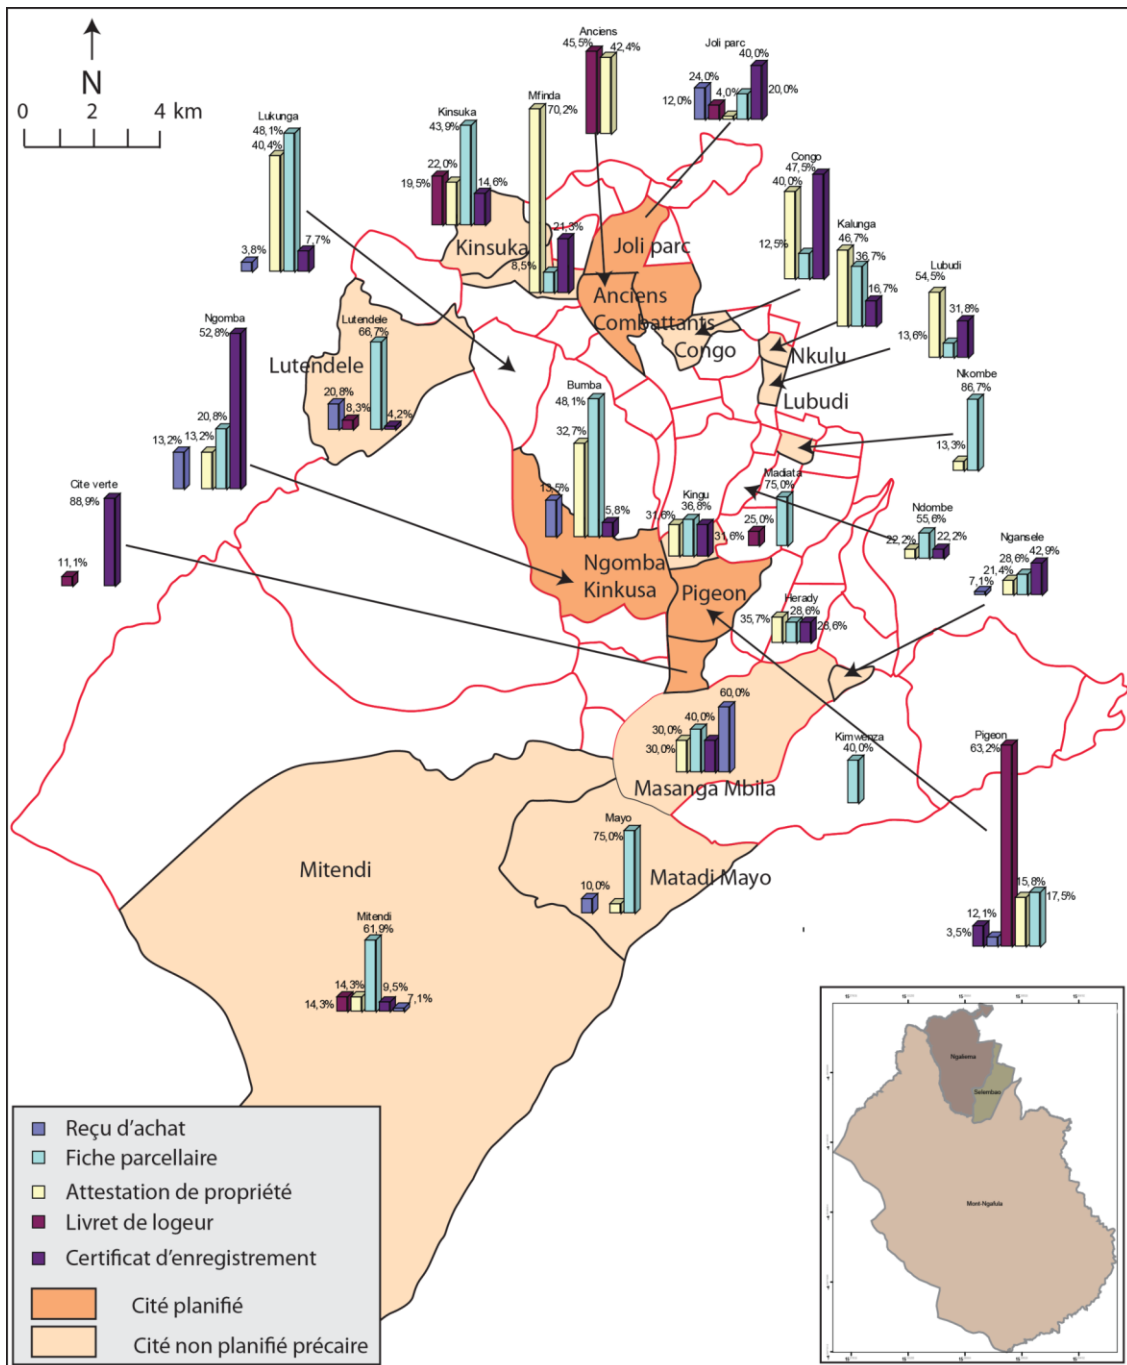 N
0 2 4 km
Anciens
45,5% 42,4%
Joli parc
40,0%
24,0%
12,0% 4,0% 20,0%
Mfinda
70,2%
8,5% 21,3%
Lukunga
48,1%
40,4%
3,8% 7,7%
Kinsuka
43,9%
22,0%
19,5% 14,6%
Kinsuka
Joli parc
Anciens
Combattants
Congo
47,5%
40,0%
12,5%
Congo
Kalunga
46,7%
36,7%
16,7%
Nkulu
Lubudi
54,5%
31,8%
13,6%
Lubudi
Nkombe
86,7%
13,3%
Ngomba
52,8%
20,8%
13,2% 13,2%
Lutendele
Lutendele
66,7%
20,8%
8,3% 4,2%
Bumba
48,1%
32,7%
13,5%
5,8%
Cite verte
88,9%
11,1%
Kingu
36,8%
31,6% 31,6%
Madiata
75,0%
25,0%
Ndombe
55,6%
22,2% 22,2%
Ngansele
42,9%
28,6%
21,4%
7,1%
Ngomba
Kinkusa
Pigeon
Herady
28,6%
35,7%
28,6%
60,0%
40,0%
30,0%
30,0%
Masanga Mbila
Kimwenza
40,0%
Pigeon
63,2%
15,8%
17,5%
12,1%
3,5%
Mayo
75,0%
10,0%
Matadi Mayo
Mitendi
Mitendi
61,9%
14,3%
14,3% 9,5%
7,1%
Reçu d'achat
Fiche parcellaire
Attestation de propriété
Livret de logeur
Certificat d'enregistrement
Cité planifié
Cité non planifié précaire
Ngaliema
Selembao
Mont-Ngafula